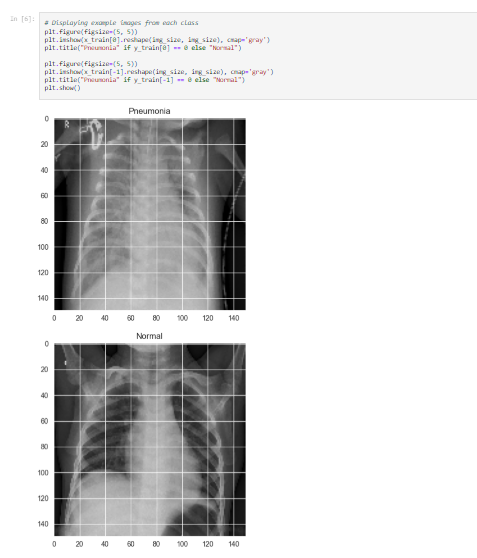 In [6]:
# Displaying example images from each class
plt.figure(figsize=(5, 5))
plt.imshow(x_train[0].reshape(img_size, img_size), cmap='gray')
plt.title("Pneumonia" if y_train[0] == 0 else "Normal")
plt.figure(figsize=(5, 5))
plt.imshow(x_train[-1].reshape(img_size, img_size), cmap='gray')
plt.title("Pneumonia" if y_train[-1] == 0 else "Normal")
plt.show()
Pneumonia
0
20
40
60
80
100
120
140
0 20 40 60 80 100 120 140
Normal
0
20
40
60
80
100
120
140
0 20 40 60 80 100 120 140